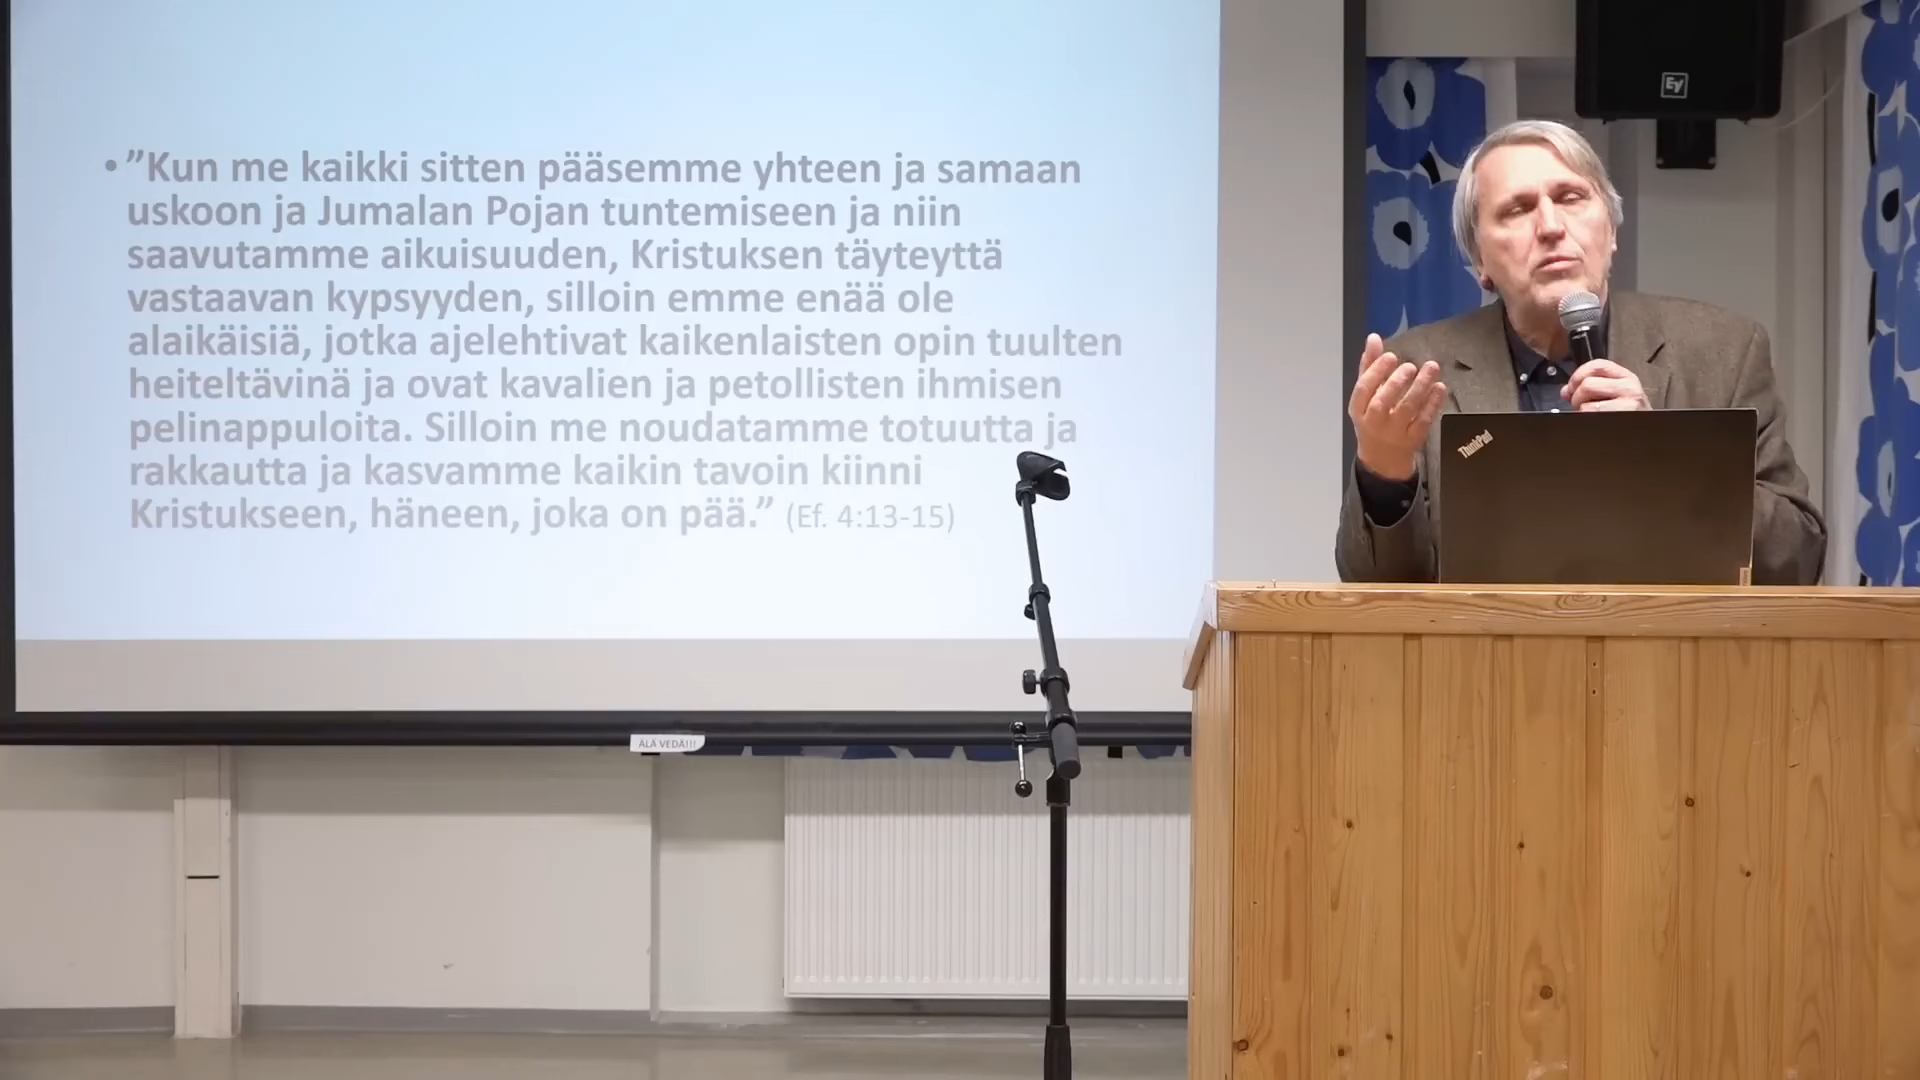 • ”Kun me kaikki sitten pääsemme yhteen ja samaan
uskoon ja Jumalan Pojan tuntemiseen ja niin
saavutamme aikuisuuden, Kristuksen täyteyttä
vastaavan kypsyyden, silloin emme enää ole
alaikäisiä, jotka ajelehtivat kaikenlaisten opin tuulten
heiteltävinä ja ovat kavalien ja petollisten ihmisen
pelinappuloita. Silloin me noudatamme totuutta ja
rakkautta ja kasvamme kaikin tavoin kiinni
Kristukseen, häneen, joka on pää.” (Ef. 4:13-15)
EV
ThinkPad
ÄLÄ VEDÄ!!!